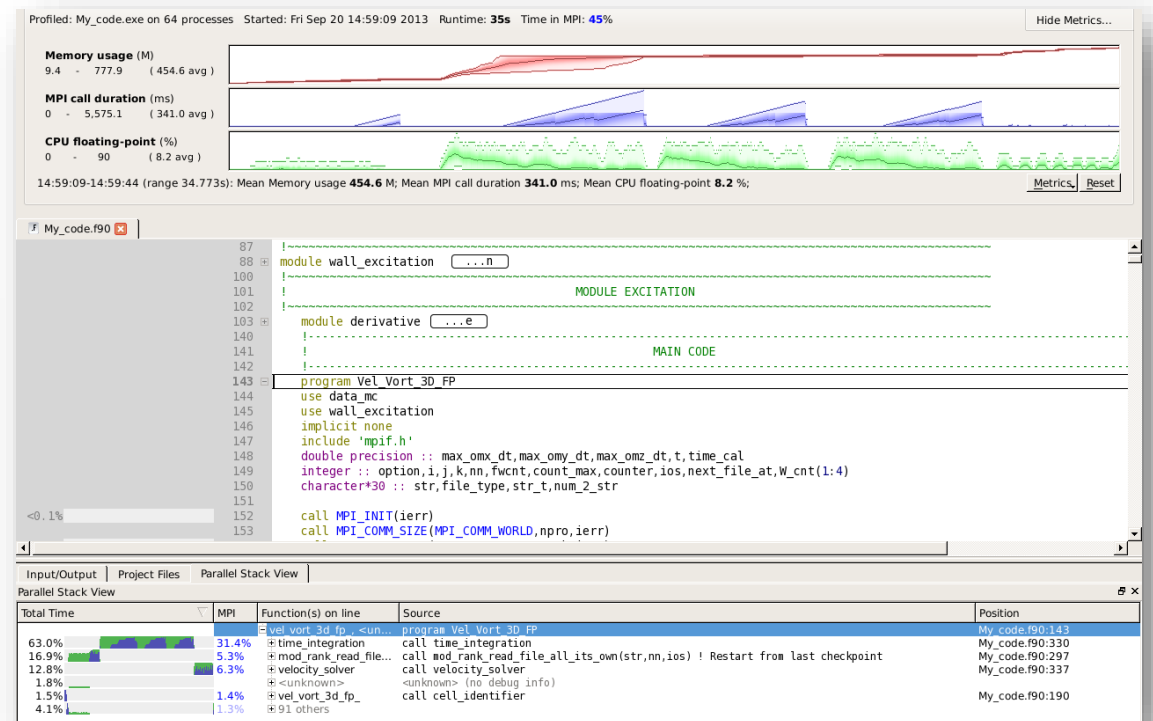 Profiled: My_code.exe on 64 processes Started: Fri Sep 20 14:59:09 2013 Runtime: 35s Time in MPI: 45%
Hide Metrics...
Memory usage (M)
9.4 - 777.9 ( 454.6 avg )
MPI call duration (ms)
0 - 5,575.1 ( 341.0 avg )
CPU floating-point (%)
0 - 90 ( 8.2 avg )
14:59:09-14:59:44 (range 34.773s): Mean Memory usage 454.6 M; Mean MPI call duration 341.0 ms; Mean CPU floating-point 8.2 %;
Metrics Reset
My_code.f90
87 !~~~~~~~~~~~~~~~~~~~~~~~~~~~~~~~~~~~~~~~~~~~~~~~~~~~~~~~~~~~~~~~~~~~~~~~~~~~~~~~~~~~~~~~~~~~~~~~~~~~~
88 module wall_excitation ...n
100 !~~~~~~~~~~~~~~~~~~~~~~~~~~~~~~~~~~~~~~~~~~~~~~~~~~~~~~~~~~~~~~~~~~~~~~~~~~~~~~~~~~~~~~~~~~~~~~~~~~~~
101 ! MODULE EXCITATION
102 !~~~~~~~~~~~~~~~~~~~~~~~~~~~~~~~~~~~~~~~~~~~~~~~~~~~~~~~~~~~~~~~~~~~~~~~~~~~~~~~~~~~~~~~~~~~~~~~~~~~~
103 module derivative ...e
140 !--------------------------------------------------------------------------------------------------------------------
141 ! MAIN CODE
142 !--------------------------------------------------------------------------------------------------------------------
143 program Vel_Vort_3D_FP
144 use data_mc
145 use wall_excitation
146 implicit none
147 include 'mpif.h'
148 double precision :: max_omx_dt,max_omy_dt,max_omz_dt,t,time_cal
149 integer :: option,i,j,k,nn,fwcnt,count_max,counter,ios,next_file_at,W_cnt(1:4)
150 character*30 :: str,file_type,str_t,num_2_str
151
<0.1% 152 call MPI_INIT(ierr)
153 call MPI_COMM_SIZE(MPI_COMM_WORLD,npro,ierr)
Input/Output Project Files Parallel Stack View
Parallel Stack View
Total Time MPI Function(s) on line Source Position
vel_vort_3d_fp_, <un... program Vel_Vort_3D_FP My_code.f90:143
63.0% 31.4% time_integration call time_integration My_code.f90:330
16.9% 5.3% mod_rank_read_file... call mod_rank_read_file_all_its_own(str,nn,ios) ! Restart from last checkpoint My_code.f90:297
12.8% 6.3% velocity_solver call velocity_solver My_code.f90:337
1.8% <unknown> <unknown> (no debug info)
1.5% 1.4% vel_vort_3d_fp_ call cell_identifier My_code.f90:190
4.1% 1.3% 91 others